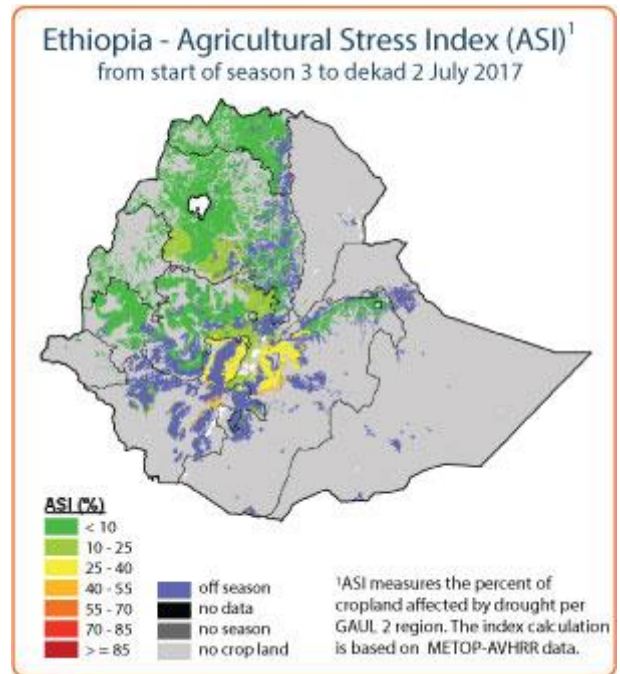 Ethiopia - Agricultural Stress Index (ASI)¹
from start of season 3 to dekad 2 July 2017
ASI (%)
< 10
10 - 25
25 - 40
40 - 55
55 - 70
70 - 85
> = 85
off season
no data
no season
no crop land
¹ASI measures the percent of
cropland affected by drought per
GAUL 2 region. The index calculation
is based on METOP-AVHRR data.